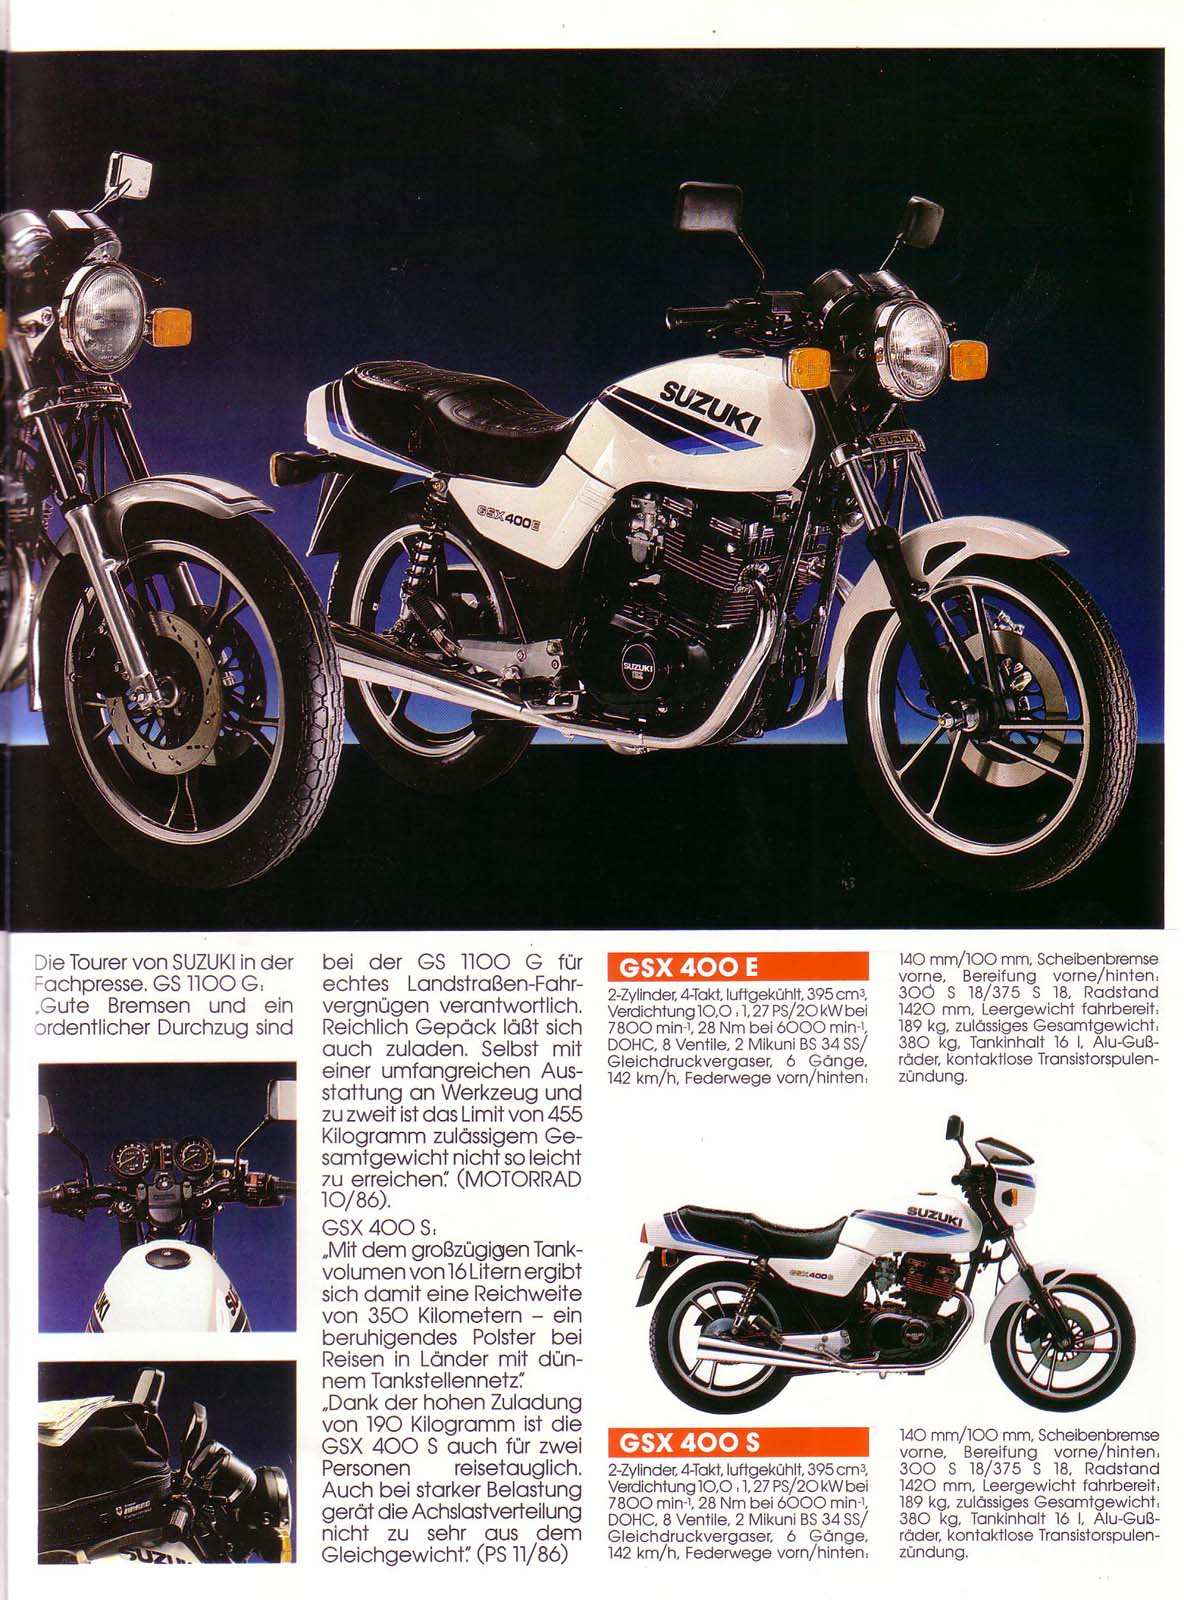 SUZUKI
SUZUKI
SUZUKI
GSX400E
SUZUKI
Die Tourer von SUZUKI in der
Fachpresse. GS 1100 G:
„Gute Bremsen und ein
ordentlicher Durchzug sind
bei der GS 1100 G für
echtes Landstraßen-Fahr-
vergnügen verantwortlich.
Reichlich Gepäck läßt sich
auch zuladen. Selbst mit
einer umfangreichen Aus-
stattung an Werkzeug und
zu zweit ist das Limit von 455
Kilogramm zulässigem Ge-
samtgewicht nicht so leicht
zu erreichen." (MOTORRAD
10/86).
GSX 400 S:
„Mit dem großzügigen Tank-
volumen von 16 Litern ergibt
sich damit eine Reichweite
von 350 Kilometern – ein
beruhigendes Polster bei
Reisen in Länder mit dün-
nem Tankstellennetz."
„Dank der hohen Zuladung
von 190 Kilogramm ist die
GSX 400 S auch für zwei
Personen reisetauglich.
Auch bei starker Belastung
gerät die Achslastverteilung
nicht zu sehr aus dem
Gleichgewicht." (PS 11/86)
GSX 400 E
2-Zylinder, 4-Takt, luftgekühlt, 395 cm³,
Verdichtung 10,0 : 1, 27 PS/20 kW bei
7800 min-¹, 28 Nm bei 6000 min-¹,
DOHC, 8 Ventile, 2 Mikuni BS 34 SS/
Gleichdruckvergaser, 6 Gänge,
142 km/h, Federwege vorn/hinten:
140 mm/100 mm, Scheibenbremse
vorne, Bereifung vorne/hinten:
300 S 18/375 S 18, Radstand
1420 mm, Leergewicht fahrbereit:
189 kg, zulässiges Gesamtgewicht:
380 kg, Tankinhalt 16 l, Alu-Guß-
räder, kontaktlose Transistorspulen-
zündung.
SUZUKI
GSX400S
GSX 400 S
2-Zylinder, 4-Takt, luftgekühlt, 395 cm³,
Verdichtung 10,0 : 1, 27 PS/20 kW bei
7800 min-¹, 28 Nm bei 6000 min-¹,
DOHC, 8 Ventile, 2 Mikuni BS 34 SS/
Gleichdruckvergaser, 6 Gänge,
142 km/h, Federwege vorn/hinten:
140 mm/100 mm, Scheibenbremse
vorne, Bereifung vorne/hinten:
300 S 18/375 S 18, Radstand
1420 mm, Leergewicht fahrbereit:
189 kg, zulässiges Gesamtgewicht:
380 kg, Tankinhalt 16 l, Alu-Guß-
räder, kontaktlose Transistorspulen-
zündung.